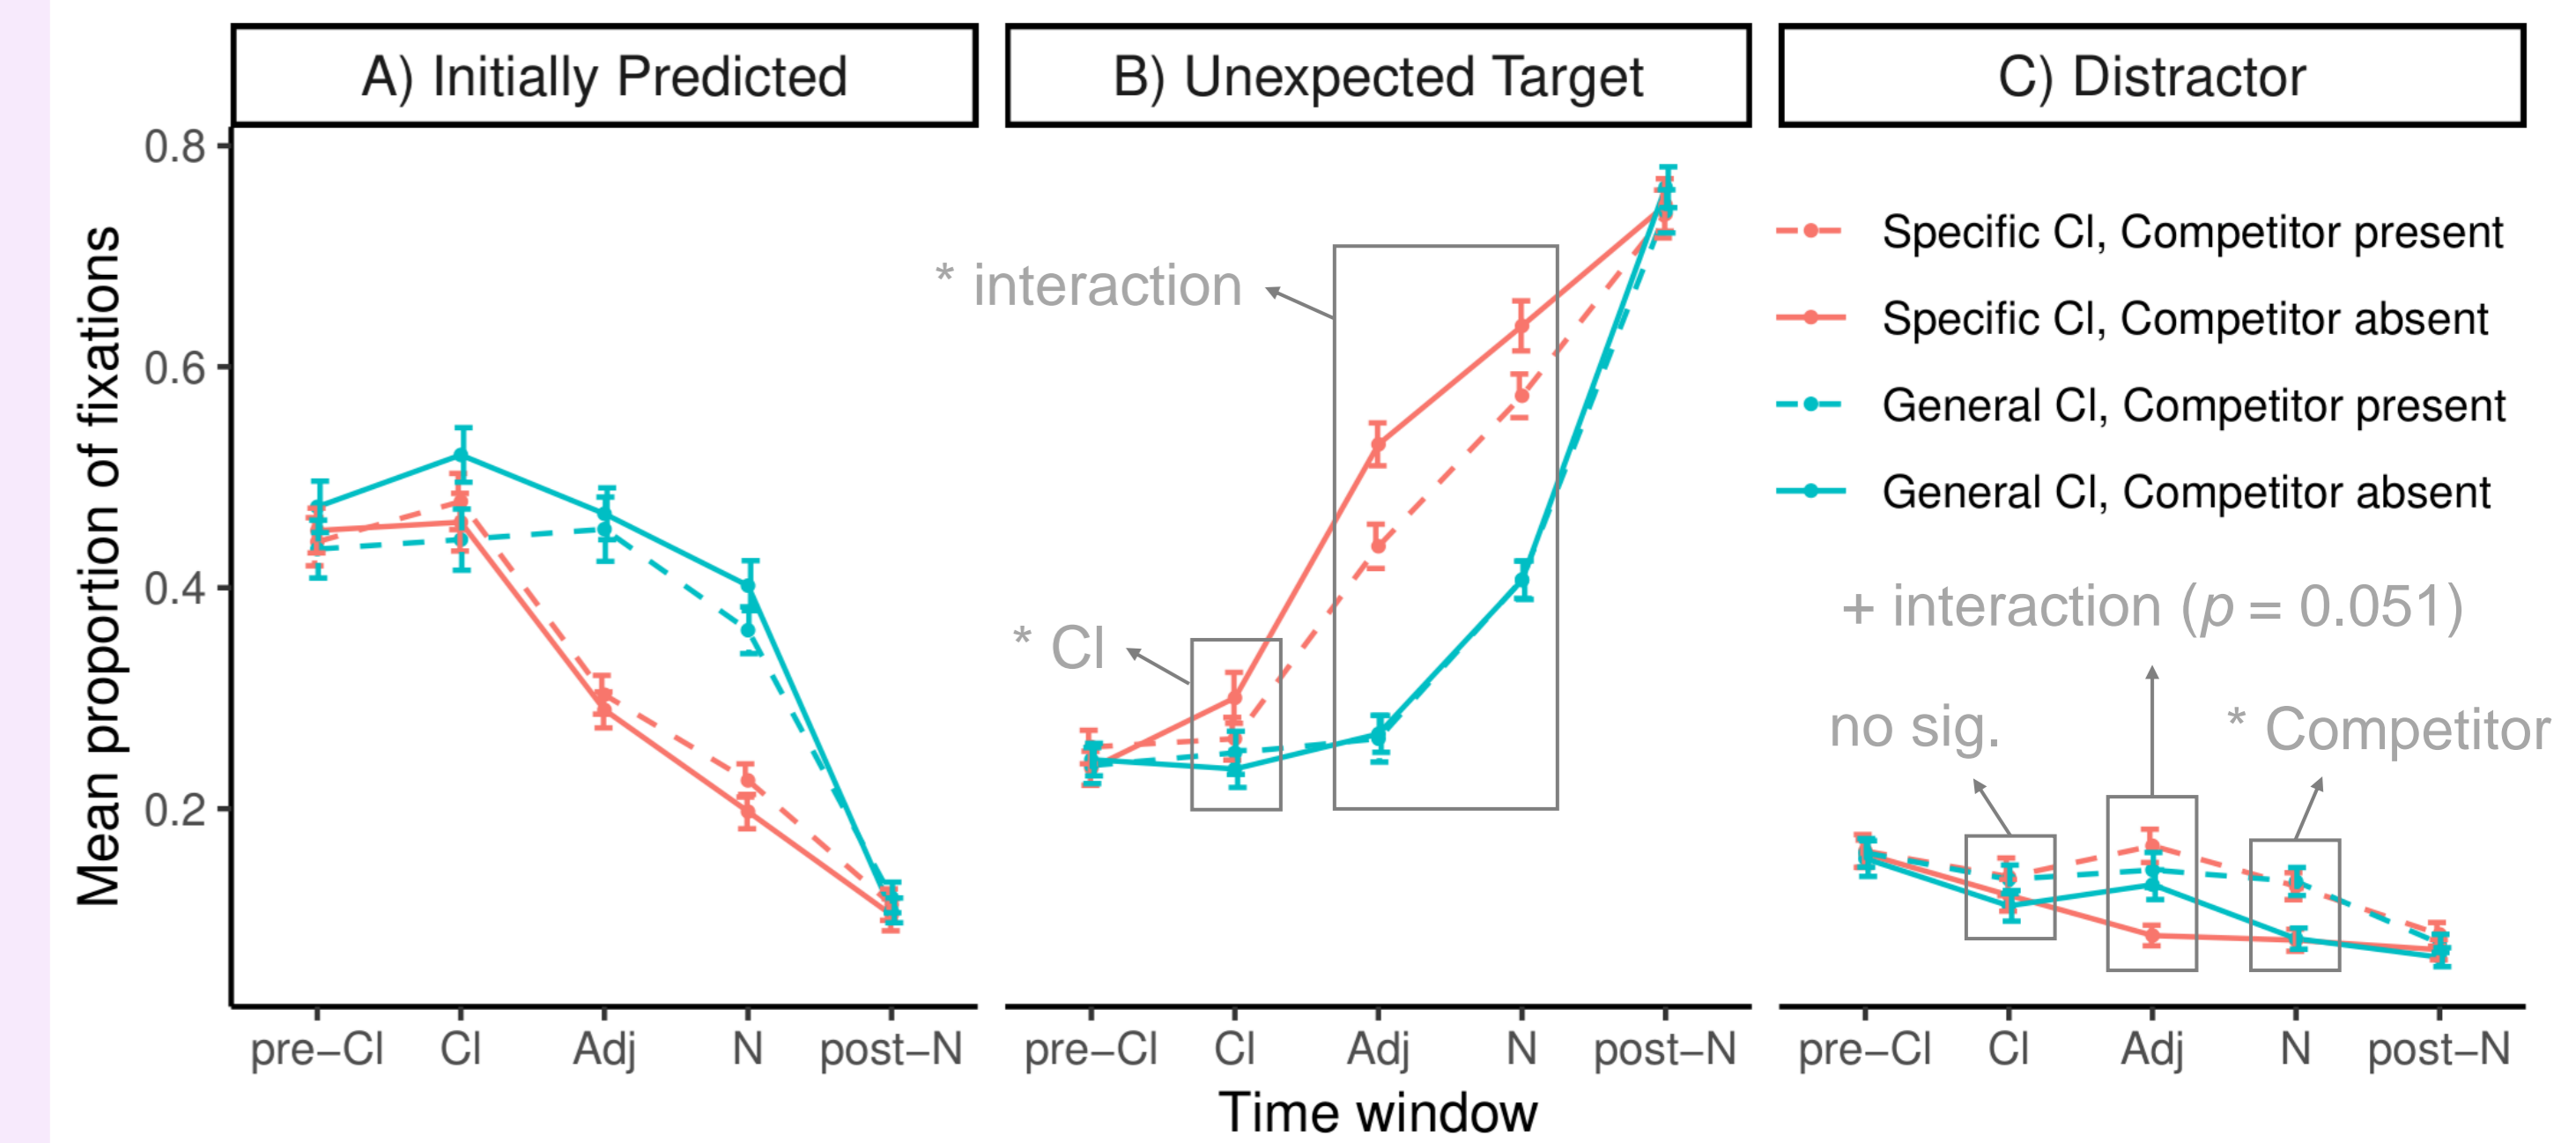 A) Initially Predicted
B) Unexpected Target
C) Distractor
Mean proportion of fixations
0.8
0.6
0.4
0.2
* interaction
* Cl
Specific Cl, Competitor present
Specific Cl, Competitor absent
General Cl, Competitor present
General Cl, Competitor absent
+ interaction (p = 0.051)
no sig.
* Competitor
pre–Cl Cl Adj N post–N
pre–Cl Cl Adj N post–N
pre–Cl Cl Adj N post–N
Time window